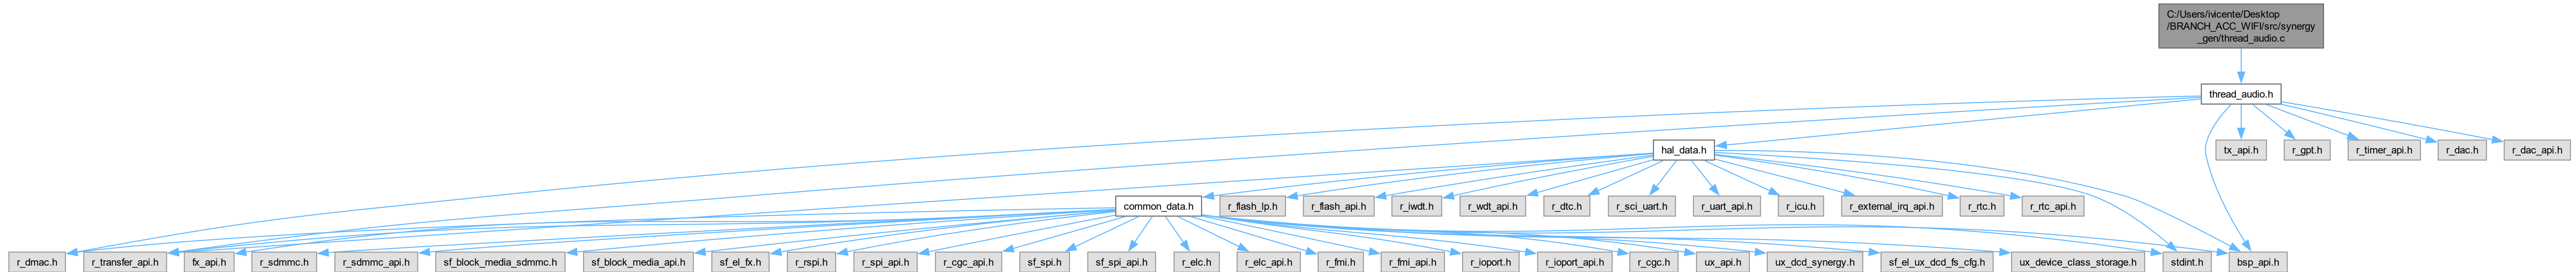 C:/Users/ivicente/Desktop
/BRANCH_ACC_WIFI/src/synergy
_gen/thread_audio.c
thread_audio.h
hal_data.h
tx_api.h
r_gpt.h
r_timer_api.h
r_dac.h
r_dac_api.h
common_data.h
r_flash_lp.h
r_flash_api.h
r_iwdt.h
r_wdt_api.h
r_dtc.h
r_sci_uart.h
r_uart_api.h
r_icu.h
r_external_irq_api.h
r_rtc.h
r_rtc_api.h
r_dmac.h
r_transfer_api.h
fx_api.h
r_sdmmc.h
r_sdmmc_api.h
sf_block_media_sdmmc.h
sf_block_media_api.h
sf_el_fx.h
r_rspi.h
r_spi_api.h
r_cgc_api.h
sf_spi.h
sf_spi_api.h
r_elc.h
r_elc_api.h
r_fmi.h
r_fmi_api.h
r_ioport.h
r_ioport_api.h
r_cgc.h
ux_api.h
ux_dcd_synergy.h
sf_el_ux_dcd_fs_cfg.h
ux_device_class_storage.h
stdint.h
bsp_api.h